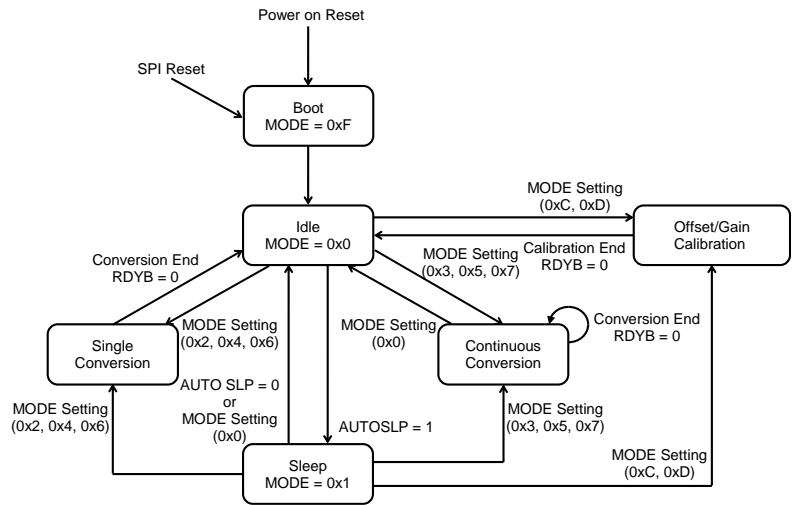 Power on Reset
SPI Reset
Boot
MODE = 0xF
MODE Setting
(0xC, 0xD)
Idle
MODE = 0x0
Offset/Gain
Calibration
Conversion End
RDYB = 0
MODE Setting
(0x3, 0x5, 0x7)
Calibration End
RDYB = 0
MODE Setting
(0x2, 0x4, 0x6)
MODE Setting
(0x0)
Conversion End
RDYB = 0
Single
Conversion
Continuous
Conversion
AUTO SLP = 0
or
MODE Setting
(0x0)
MODE Setting
(0x2, 0x4, 0x6)
MODE Setting
(0x3, 0x5, 0x7)
AUTOSLP = 1
MODE Setting
(0xC, 0xD)
Sleep
MODE = 0x1